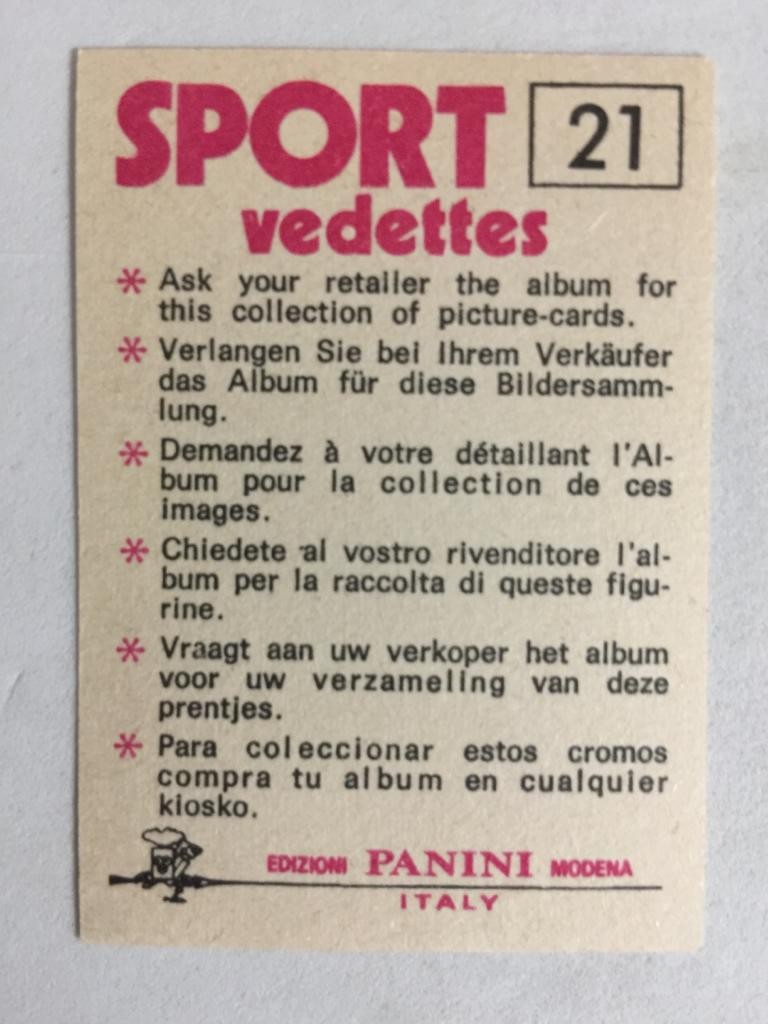 SPORT 21
vedettes
* Ask your retailer the album for
this collection of picture-cards.
* Verlangen Sie bei Ihrem Verkäufer
das Album für diese Bildersamm-
lung.
* Demandez à votre détaillant l'Al-
bum pour la collection de ces
images.
* Chiedete al vostro rivenditore l'al-
bum per la raccolta di queste figu-
rine.
* Vraagt aan uw verkoper het album
voor uw verzameling van deze
prentjes.
* Para coleccionar estos cromos
compra tu album en cualquier
kiosko.
EDIZIONI PANINI MODENA
ITALY